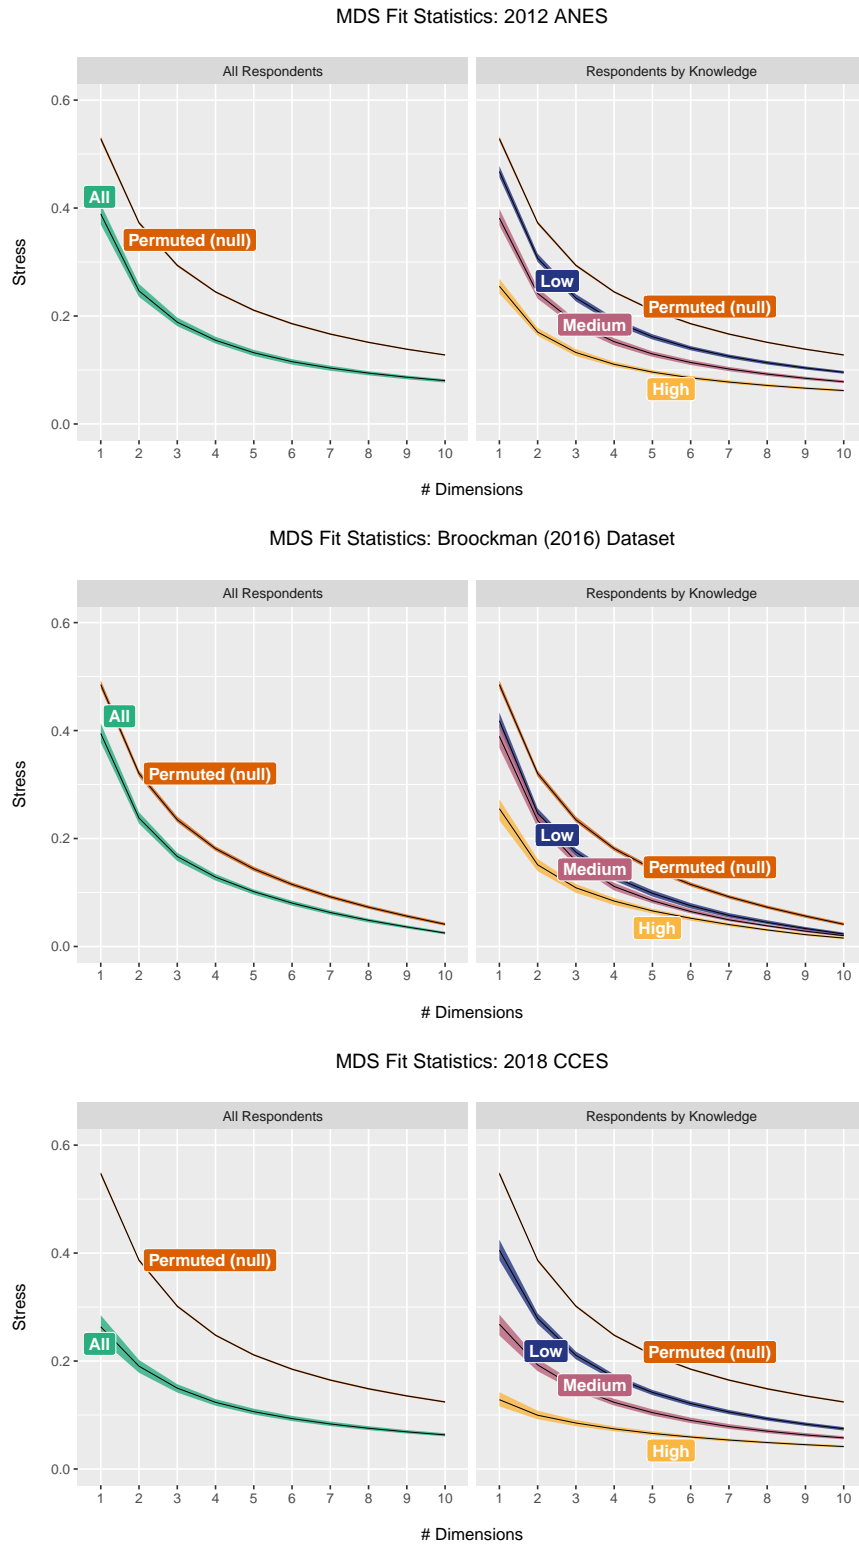 MDS Fit Statistics: 2012 ANES
All Respondents
Respondents by Knowledge
0.6
0.4
0.2
0.0
Stress
All
Permuted (null)
Low
Medium
High
Permuted (null)
1 2 3 4 5 6 7 8 9 10
1 2 3 4 5 6 7 8 9 10
# Dimensions
MDS Fit Statistics: Broockman (2016) Dataset
All Respondents
Respondents by Knowledge
0.6
0.4
0.2
0.0
Stress
All
Permuted (null)
Low
Medium
High
Permuted (null)
1 2 3 4 5 6 7 8 9 10
1 2 3 4 5 6 7 8 9 10
# Dimensions
MDS Fit Statistics: 2018 CCES
All Respondents
Respondents by Knowledge
0.6
0.4
0.2
0.0
Stress
Permuted (null)
All
Low
Medium
High
Permuted (null)
1 2 3 4 5 6 7 8 9 10
1 2 3 4 5 6 7 8 9 10
# Dimensions